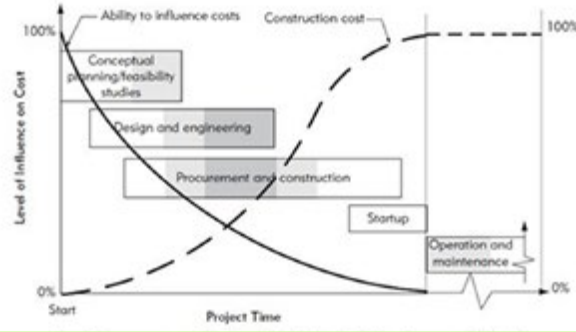 Ability to influence costs
Construction cost
100%
100%
Conceptual
planning/feasibility
studies
Design and engineering
Level of Influence on Cost
Procurement and construction
Startup
Operation and
maintenance
0%
0%
Start
Project Time